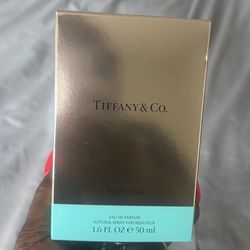 TIFFANY & CO.
ROSE GOLD
EAU DE PARFUM
NATURAL SPRAY VAPORISATEUR
1.6 FL OZ ℮ 50 ml